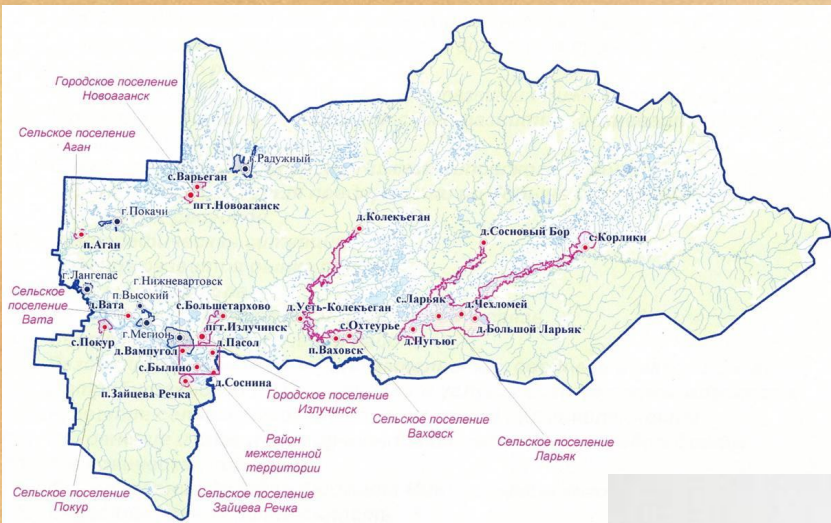 Городское поселение
Новоаганск
Сельское поселение
Аган
г.Радужный
с.Варьеган
пгт.Новоаганск
г.Покачи
п.Аган
д.Колекъеган
д.Сосновый Бор
с.Корлики
г.Лангепас
г.Нижневартовск
п.Высокий
Сельское
поселение
Вата
д.Вата
с.Большетархово
д.Усть-Колекъеган
с.Ларьяк
д.Чехломей
г.Мегион
пгт.Излучинск
с.Охтеурье
д.Большой Ларьяк
с.Покур
д.Вампугол
д.Пасол
п.Ваховск
д.Пугъюг
с.Былино
д.Соснина
п.Зайцева Речка
Городское поселение
Излучинск
Сельское поселение
Ваховск
Район
межселенной
территории
Сельское поселение
Ларьяк
Сельское поселение
Покур
Сельское поселение
Зайцева Речка